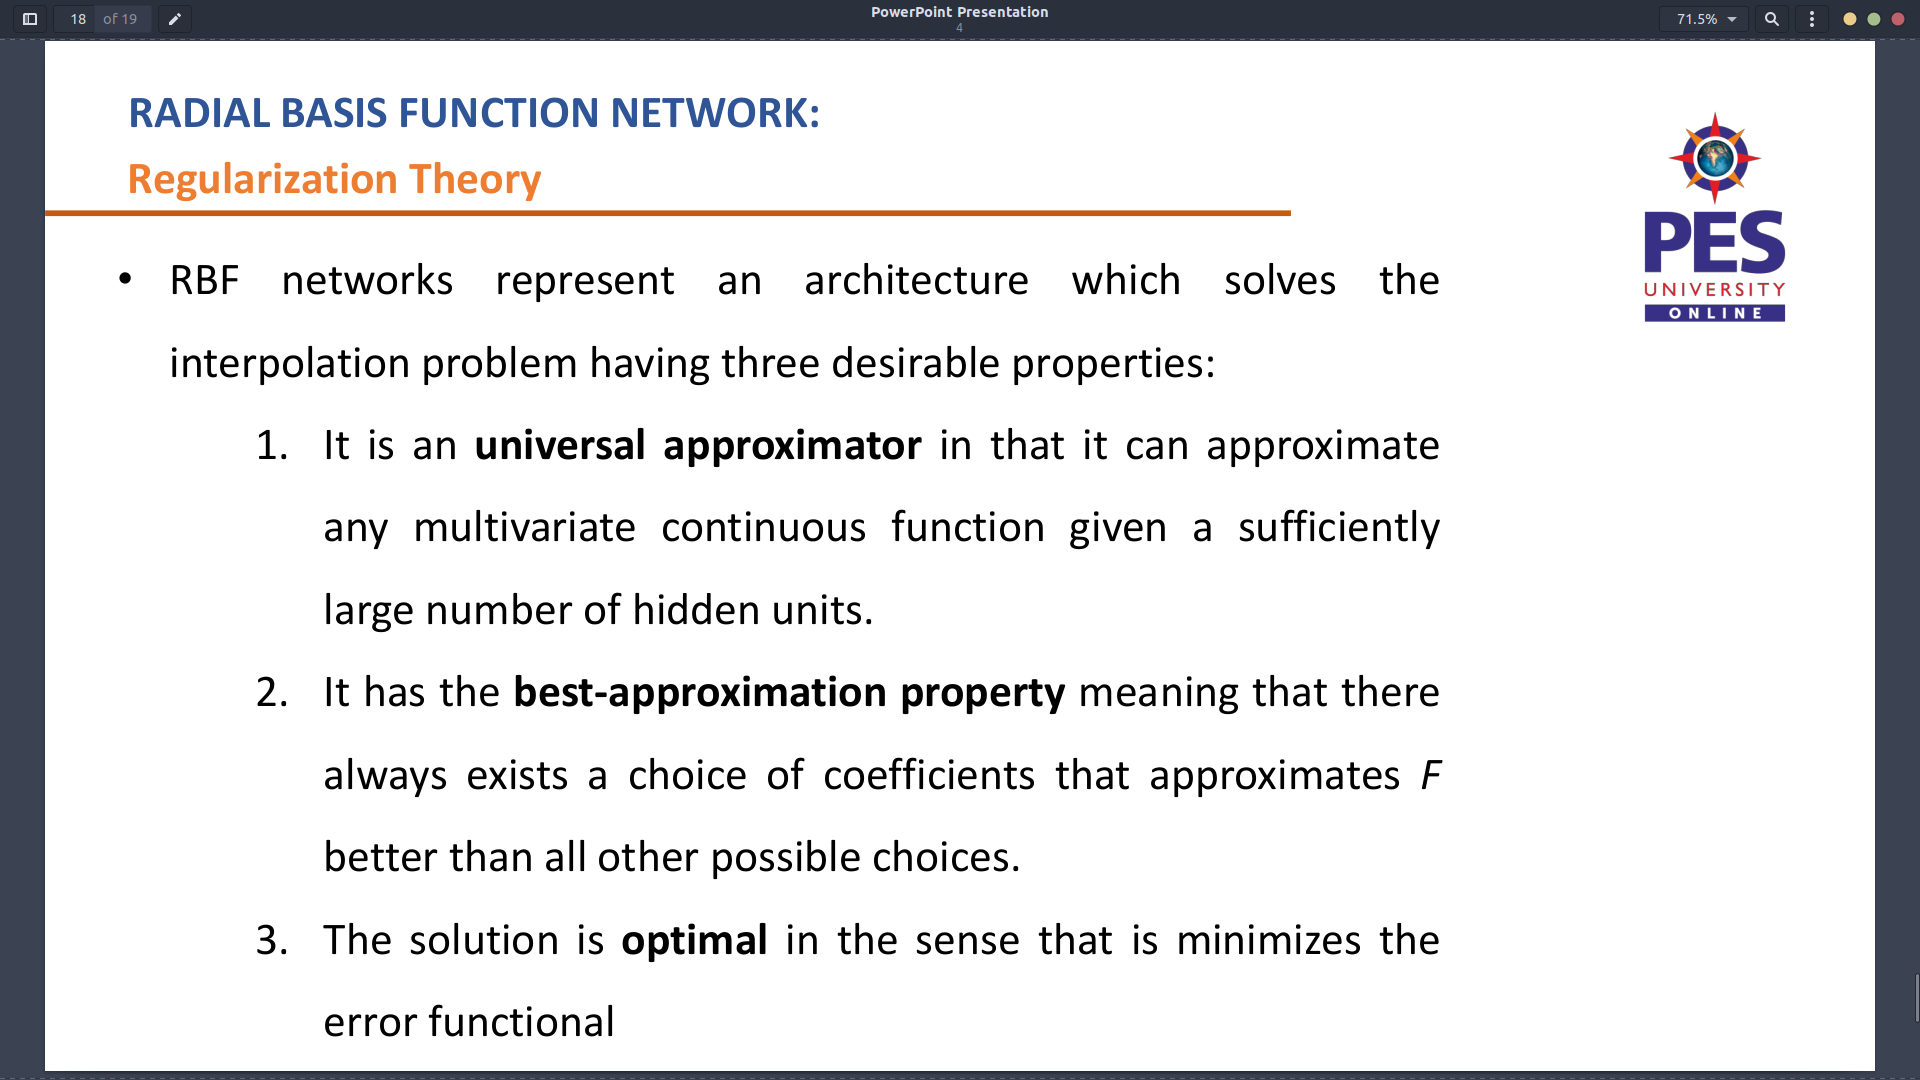 18 of 19
PowerPoint Presentation
4
71.5%
RADIAL BASIS FUNCTION NETWORK:
Regularization Theory
PES
UNIVERSITY
ONLINE
• RBF networks represent an architecture which solves the
interpolation problem having three desirable properties:
1. It is an universal approximator in that it can approximate
any multivariate continuous function given a sufficiently
large number of hidden units.
2. It has the best-approximation property meaning that there
always exists a choice of coefficients that approximates F
better than all other possible choices.
3. The solution is optimal in the sense that is minimizes the
error functional